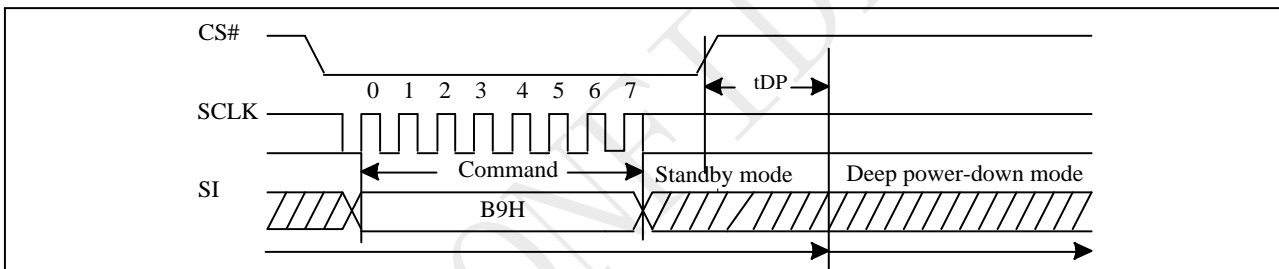 CS#
tDP
0 1 2 3 4 5 6 7
SCLK
Command
Standby mode
Deep power-down mode
SI
B9H